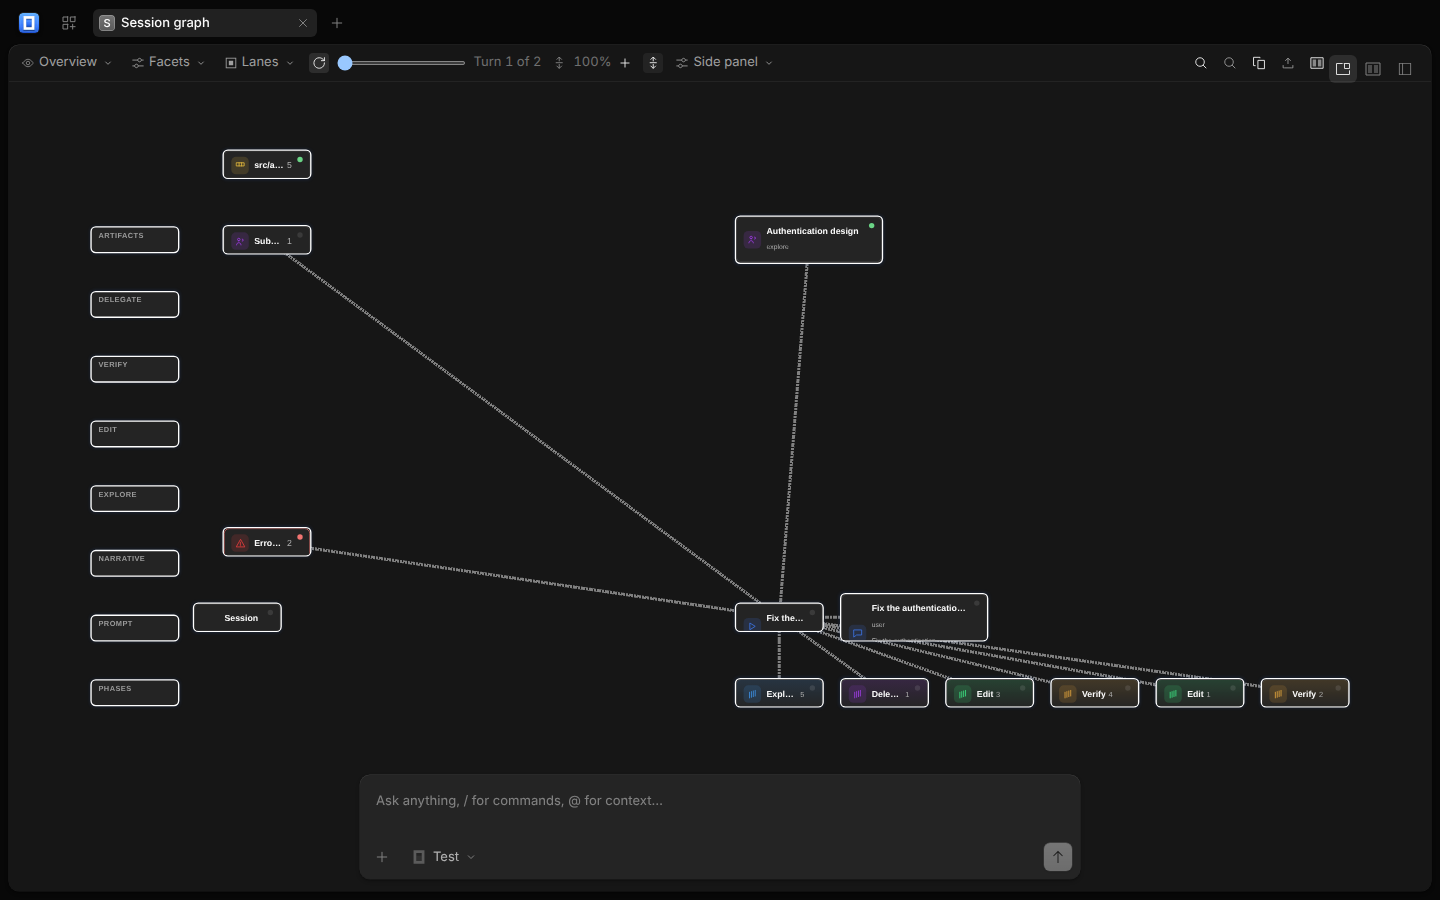 S Session graph
Overview
Facets
Lanes
Turn 1 of 2
100%
Side panel
src/a... 5
ARTIFACTS
Sub... 1
Authentication design
explore
DELEGATE
VERIFY
EDIT
EXPLORE
Erro... 2
NARRATIVE
PROMPT
Session
Fix the...
Fix the authenticatio...
user
PHASES
Expl... 5
Dele... 1
Edit 3
Verify 4
Edit 1
Verify 2
Ask anything, / for commands, @ for context...
Test